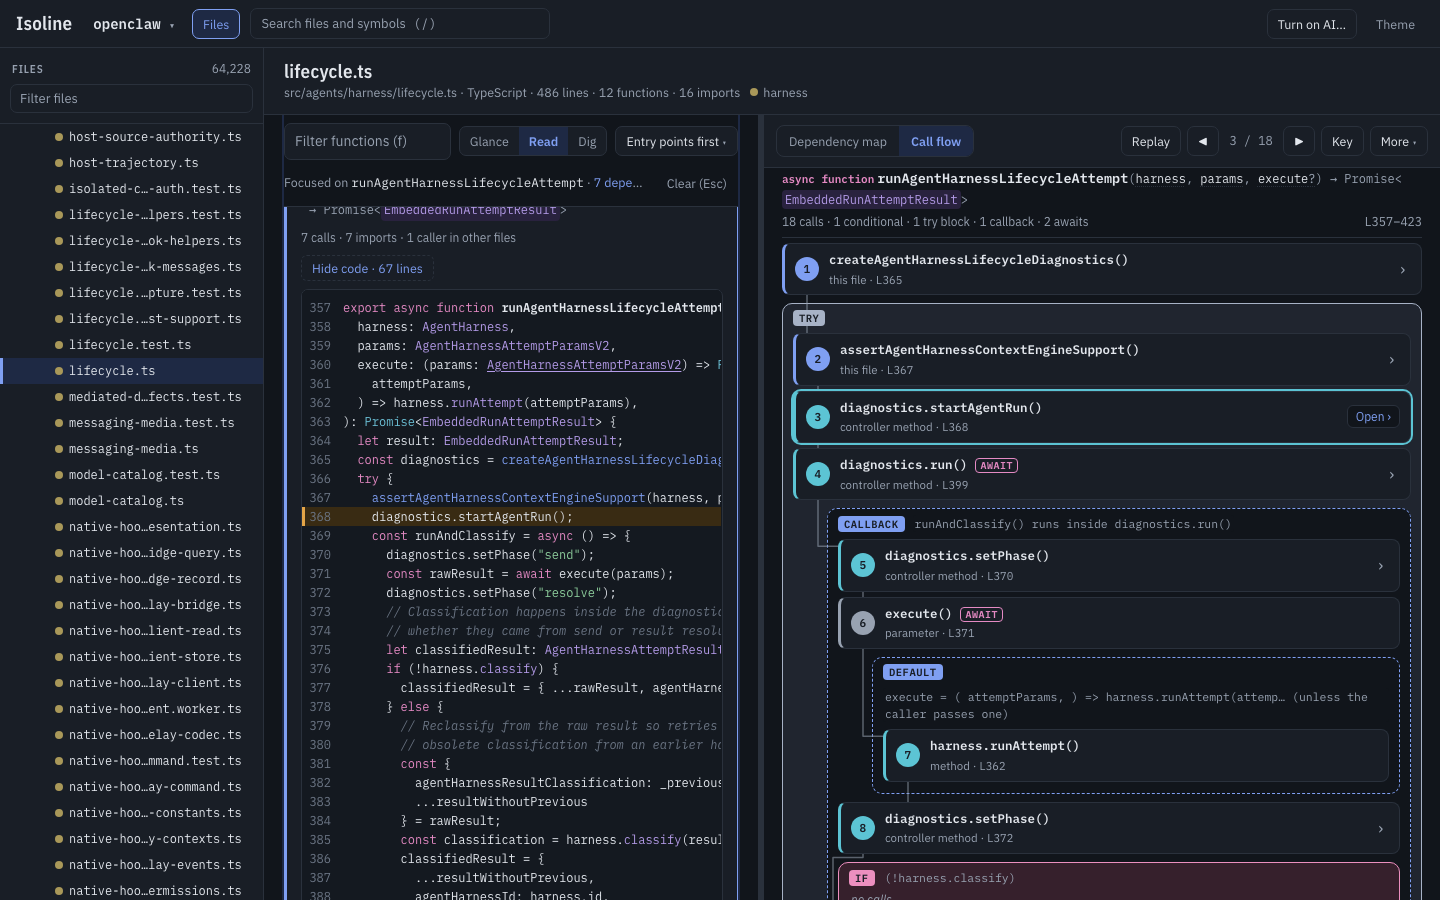 Isoline
openclaw ▾
Files
Search files and symbols (/)
Turn on AI…
Theme
FILES
64,228
Filter files
host-source-authority.ts
host-trajectory.ts
isolated-c…-auth.test.ts
lifecycle-…lpers.test.ts
lifecycle-…ok-helpers.ts
lifecycle-…k-messages.ts
lifecycle.…pture.test.ts
lifecycle.…st-support.ts
lifecycle.test.ts
lifecycle.ts
mediated-d…fects.test.ts
messaging-media.test.ts
messaging-media.ts
model-catalog.test.ts
model-catalog.ts
native-hoo…esentation.ts
native-hoo…idge-query.ts
native-hoo…dge-record.ts
native-hoo…lay-bridge.ts
native-hoo…lient-read.ts
native-hoo…ient-store.ts
native-hoo…lay-client.ts
native-hoo…ent.worker.ts
native-hoo…elay-codec.ts
native-hoo…mmand.test.ts
native-hoo…ay-command.ts
native-hoo…-constants.ts
native-hoo…y-contexts.ts
native-hoo…lay-events.ts
native-hoo…ermissions.ts
lifecycle.ts
src/agents/harness/lifecycle.ts · TypeScript · 486 lines · 12 functions · 16 imports harness
Filter functions (f)
Glance Read Dig
Entry points first ▾
Focused on runAgentHarnessLifecycleAttempt · 7 depe…
Clear (Esc)
→ Promise<EmbeddedRunAttemptResult>
7 calls · 7 imports · 1 caller in other files
Hide code · 67 lines
357 export async function runAgentHarnessLifecycleAttempt
358 harness: AgentHarness,
359 params: AgentHarnessAttemptParamsV2,
360 execute: (params: AgentHarnessAttemptParamsV2) => P
361 attemptParams,
362 ) => harness.runAttempt(attemptParams),
363 ): Promise<EmbeddedRunAttemptResult> {
364 let result: EmbeddedRunAttemptResult;
365 const diagnostics = createAgentHarnessLifecycleDiag
366 try {
367 assertAgentHarnessContextEngineSupport(harness, p
368 diagnostics.startAgentRun();
369 const runAndClassify = async () => {
370 diagnostics.setPhase("send");
371 const rawResult = await execute(params);
372 diagnostics.setPhase("resolve");
373 // Classification happens inside the diagnostic
374 // whether they came from send or result resolu
375 let classifiedResult: AgentHarnessAttemptResult
376 if (!harness.classify) {
377 classifiedResult = { ...rawResult, agentHarne
378 } else {
379 // Reclassify from the raw result so retries
380 // obsolete classification from an earlier ha
381 const {
382 agentHarnessResultClassification: _previous
383 ...resultWithoutPrevious
384 } = rawResult;
385 const classification = harness.classify(resul
386 classifiedResult = {
387 ...resultWithoutPrevious,
388 agentHarnessId: harness.id,
Dependency map Call flow
Replay ◀ 3 / 18 ▶ Key More ▾
async function runAgentHarnessLifecycleAttempt(harness, params, execute?) → Promise<
EmbeddedRunAttemptResult>
18 calls · 1 conditional · 1 try block · 1 callback · 2 awaits
L357–423
1 createAgentHarnessLifecycleDiagnostics() ›
this file · L365
TRY
2 assertAgentHarnessContextEngineSupport() ›
this file · L367
3 diagnostics.startAgentRun()
controller method · L368
Open ›
4 diagnostics.run() AWAIT ›
controller method · L399
CALLBACK runAndClassify() runs inside diagnostics.run()
5 diagnostics.setPhase() ›
controller method · L370
6 execute() AWAIT
parameter · L371
DEFAULT
execute = ( attemptParams, ) => harness.runAttempt(attemp… (unless the
caller passes one)
7 harness.runAttempt()
method · L362
8 diagnostics.setPhase() ›
controller method · L372
IF (!harness.classify)
no calls